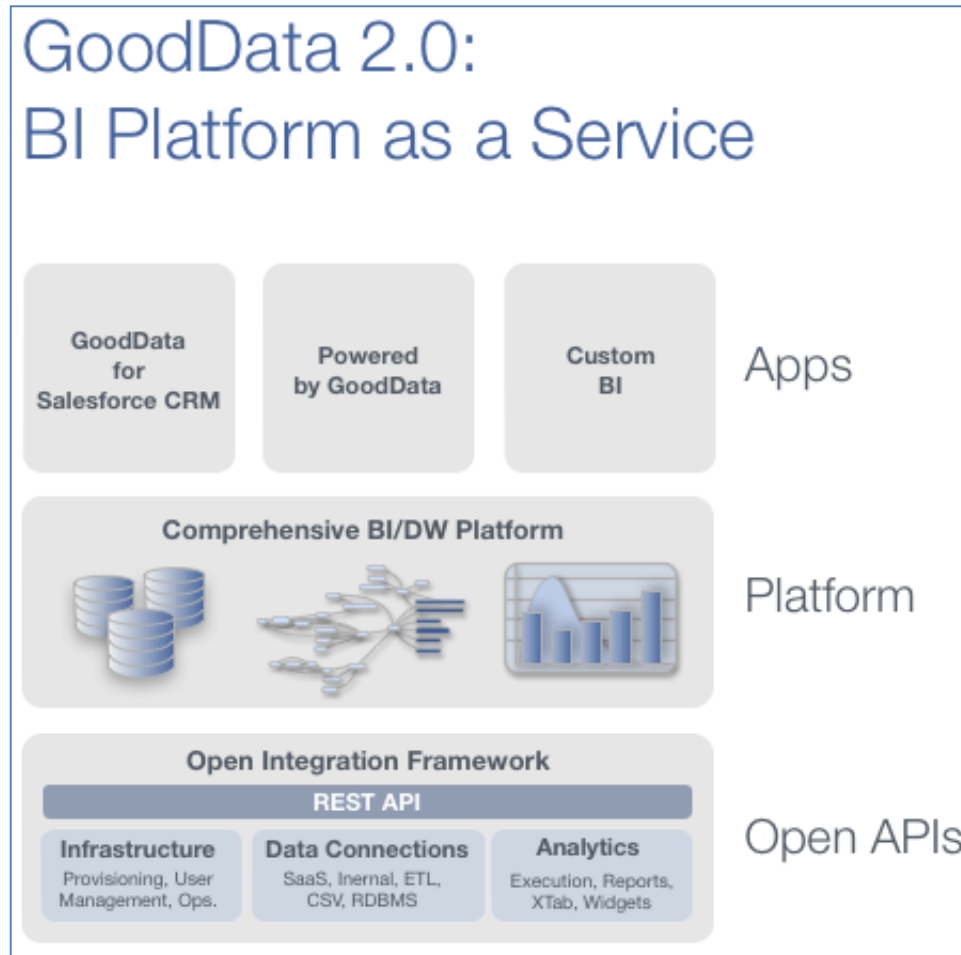 GoodData 2.0:
BI Platform as a Service
GoodData
for
Salesforce CRM
Powered
by GoodData
Custom
BI
Apps
Comprehensive BI/DW Platform
Platform
Open Integration Framework
REST API
Infrastructure
Provisioning, User
Management, Ops.
Data Connections
SaaS, Inernal, ETL,
CSV, RDBMS
Analytics
Execution, Reports,
XTab, Widgets
Open APIs